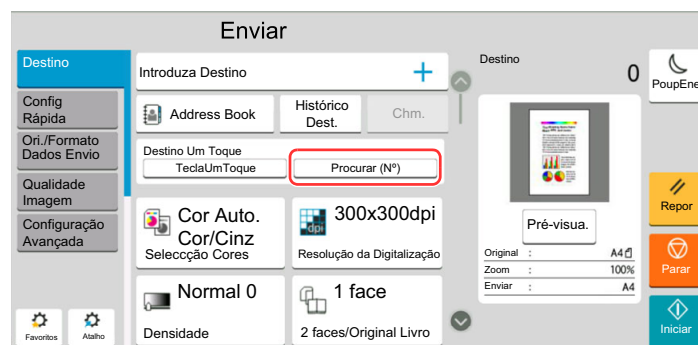 Enviar
Destino
Config
Rápida
Ori./Formato
Dados Envio
Qualidade
Imagem
Configuração
Avançada
Favoritos
Atalho
Introduza Destino
Address Book
Histórico
Dest.
Chm.
Destino Um Toque
TeclaUmToque
Procurar (Nº)
Cor Auto.
Cor/Cinz
Selecção Cores
300x300dpi
dpi
Resolução da Digitalização
Normal 0
Densidade
1 face
2 faces/Original Livro
Destino
0
Pré-visua.
Original : A4
Zoom : 100%
Enviar : A4
PoupEne
Repor
Parar
Iniciar